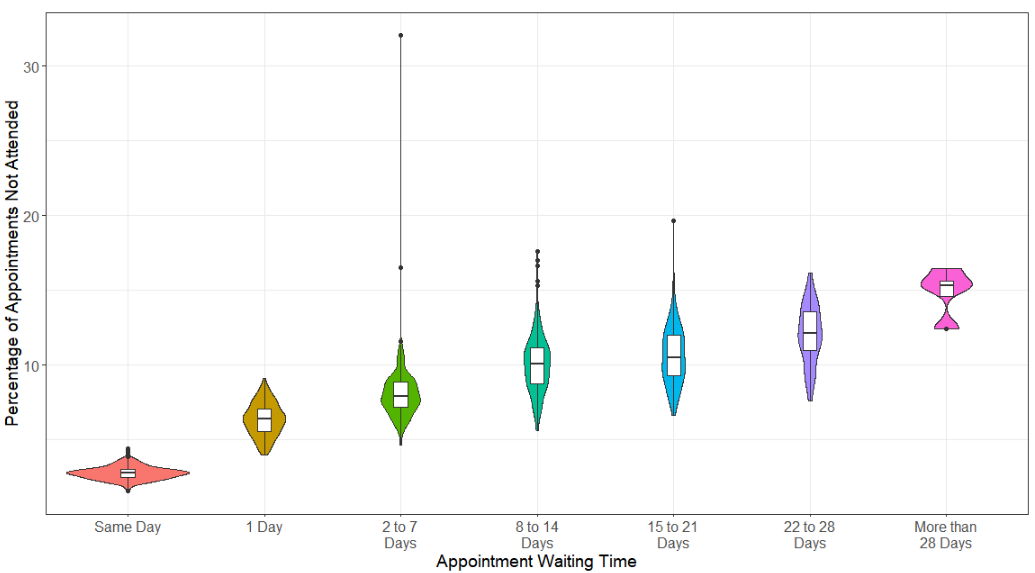 Percentage of Appointments Not Attended
30
20
10
Same Day
1 Day
2 to 7
Days
8 to 14
Days
15 to 21
Days
22 to 28
Days
More than
28 Days
Appointment Waiting Time